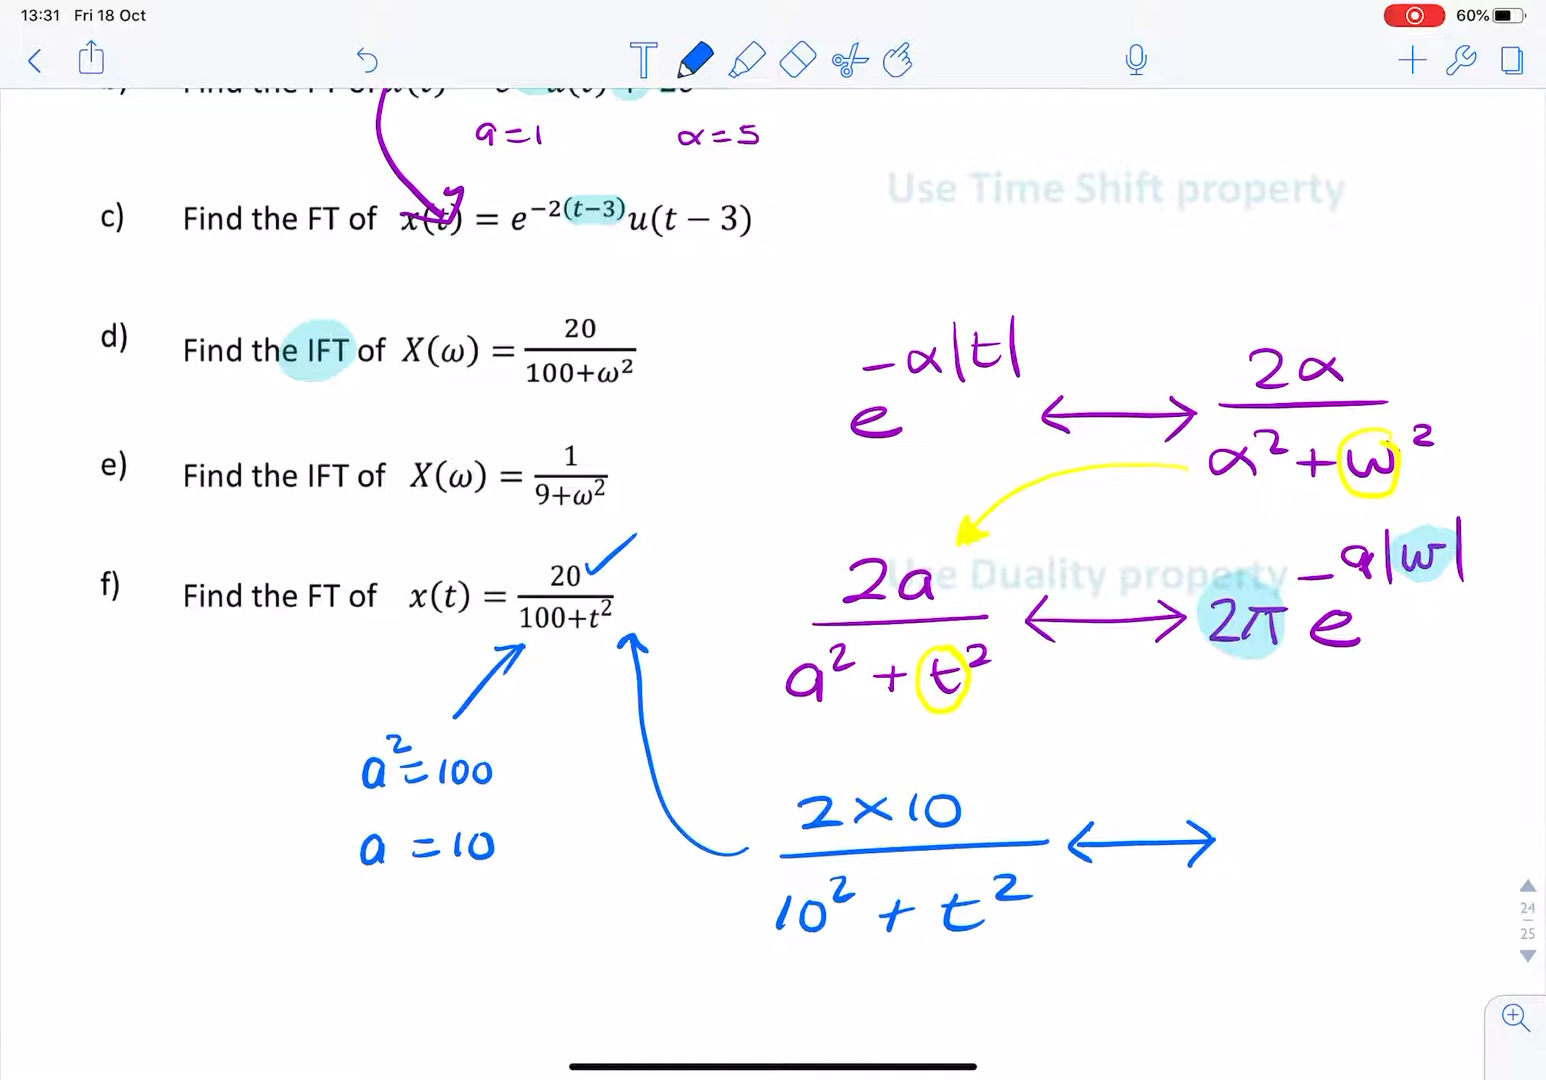 13:31 Fri 18 Oct
60%
T
a=1 α=5
c) Find the FT of x(t) = e^{−2(t−3)}u(t − 3)
Use Time Shift property
d) Find the IFT of X(ω) = 20/(100+ω²)
e^{-α|t|} ↔ 2α/(α²+ω²)
e) Find the IFT of X(ω) = 1/(9+ω²)
Use Duality property
f) Find the FT of x(t) = 20/(100+t²)
2a/(a² + t²) ↔ 2π e^{-a|ω|}
a²=100
a =10
2×10/(10² + t²) ↔
24
25